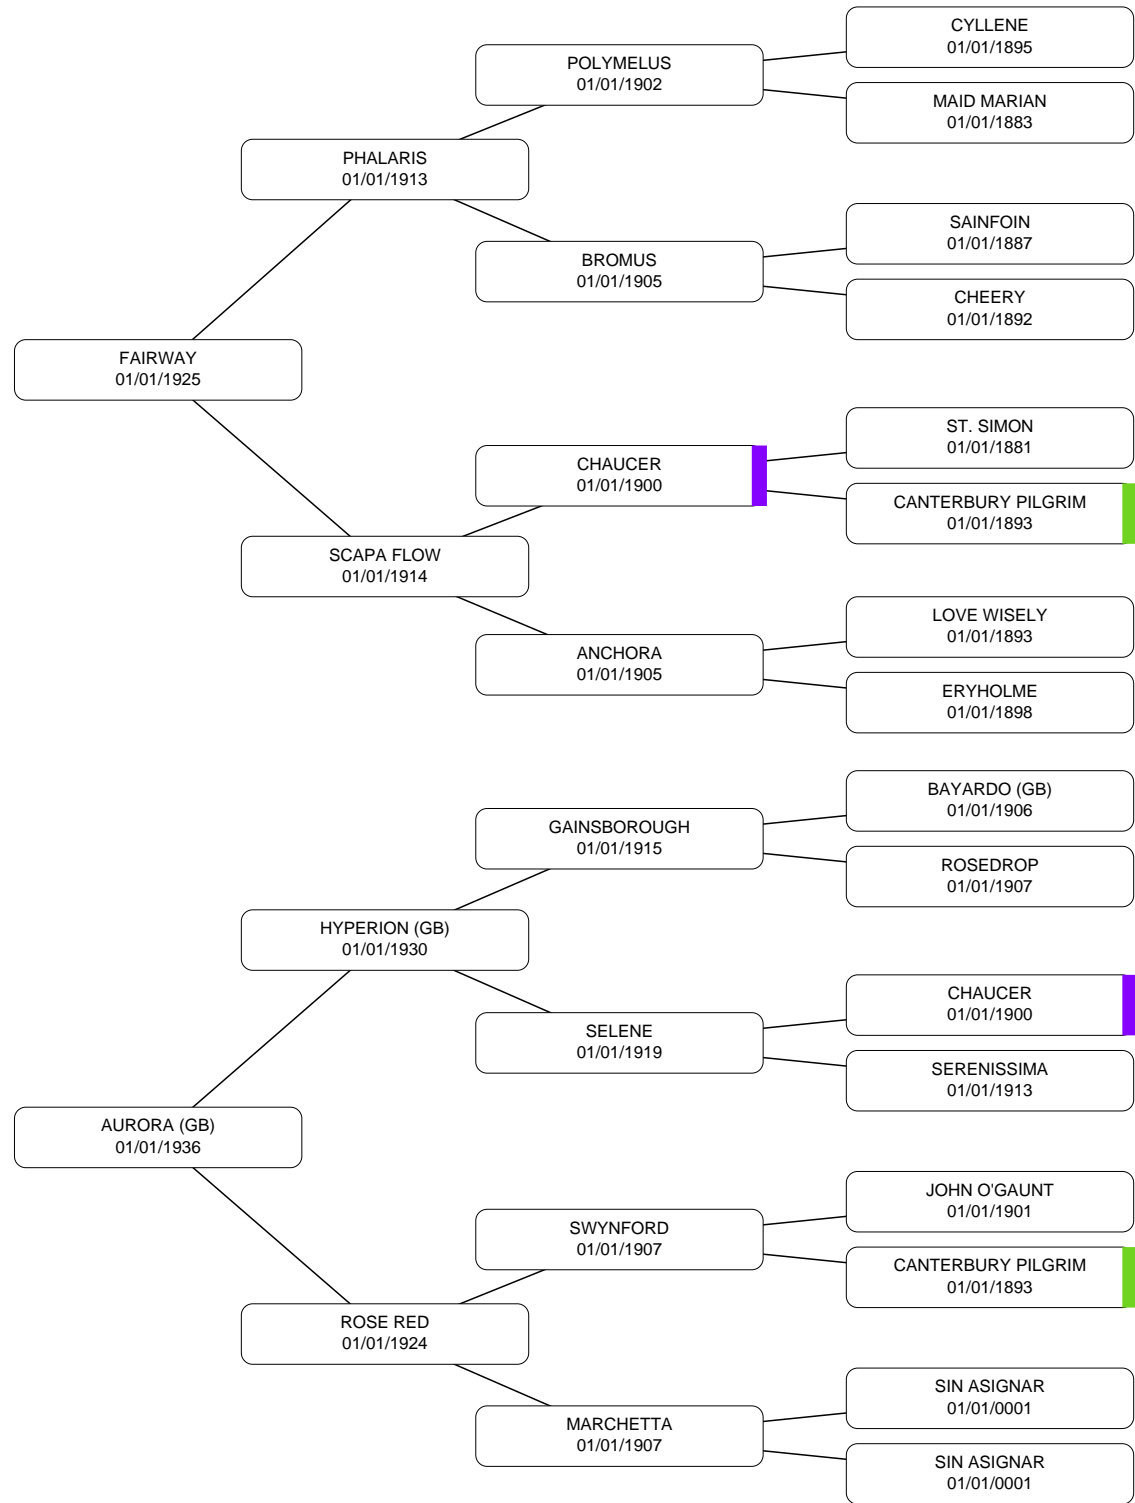 CYLLENE
01/01/1895
POLYMELUS
01/01/1902
MAID MARIAN
01/01/1883
PHALARIS
01/01/1913
SAINFOIN
01/01/1887
BROMUS
01/01/1905
CHEERY
01/01/1892
FAIRWAY
01/01/1925
ST. SIMON
01/01/1881
CHAUCER
01/01/1900
CANTERBURY PILGRIM
01/01/1893
SCAPA FLOW
01/01/1914
LOVE WISELY
01/01/1893
ANCHORA
01/01/1905
ERYHOLME
01/01/1898
BAYARDO (GB)
01/01/1906
GAINSBOROUGH
01/01/1915
ROSEDROP
01/01/1907
HYPERION (GB)
01/01/1930
CHAUCER
01/01/1900
SELENE
01/01/1919
SERENISSIMA
01/01/1913
AURORA (GB)
01/01/1936
JOHN O'GAUNT
01/01/1901
SWYNFORD
01/01/1907
CANTERBURY PILGRIM
01/01/1893
ROSE RED
01/01/1924
SIN ASIGNAR
01/01/0001
MARCHETTA
01/01/1907
SIN ASIGNAR
01/01/0001